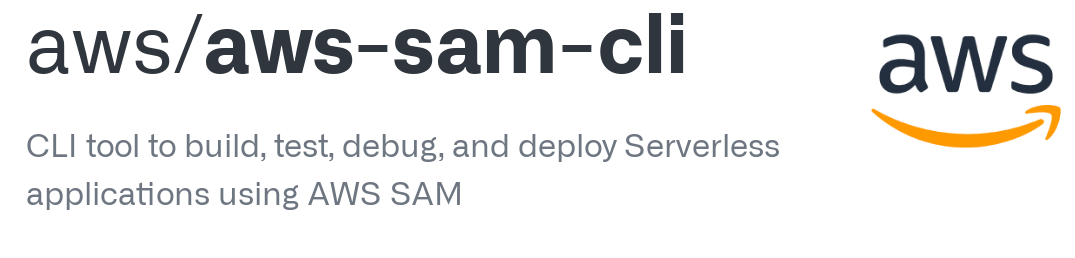 aws/aws-sam-cli
aws
CLI tool to build, test, debug, and deploy Serverless
applications using AWS SAM